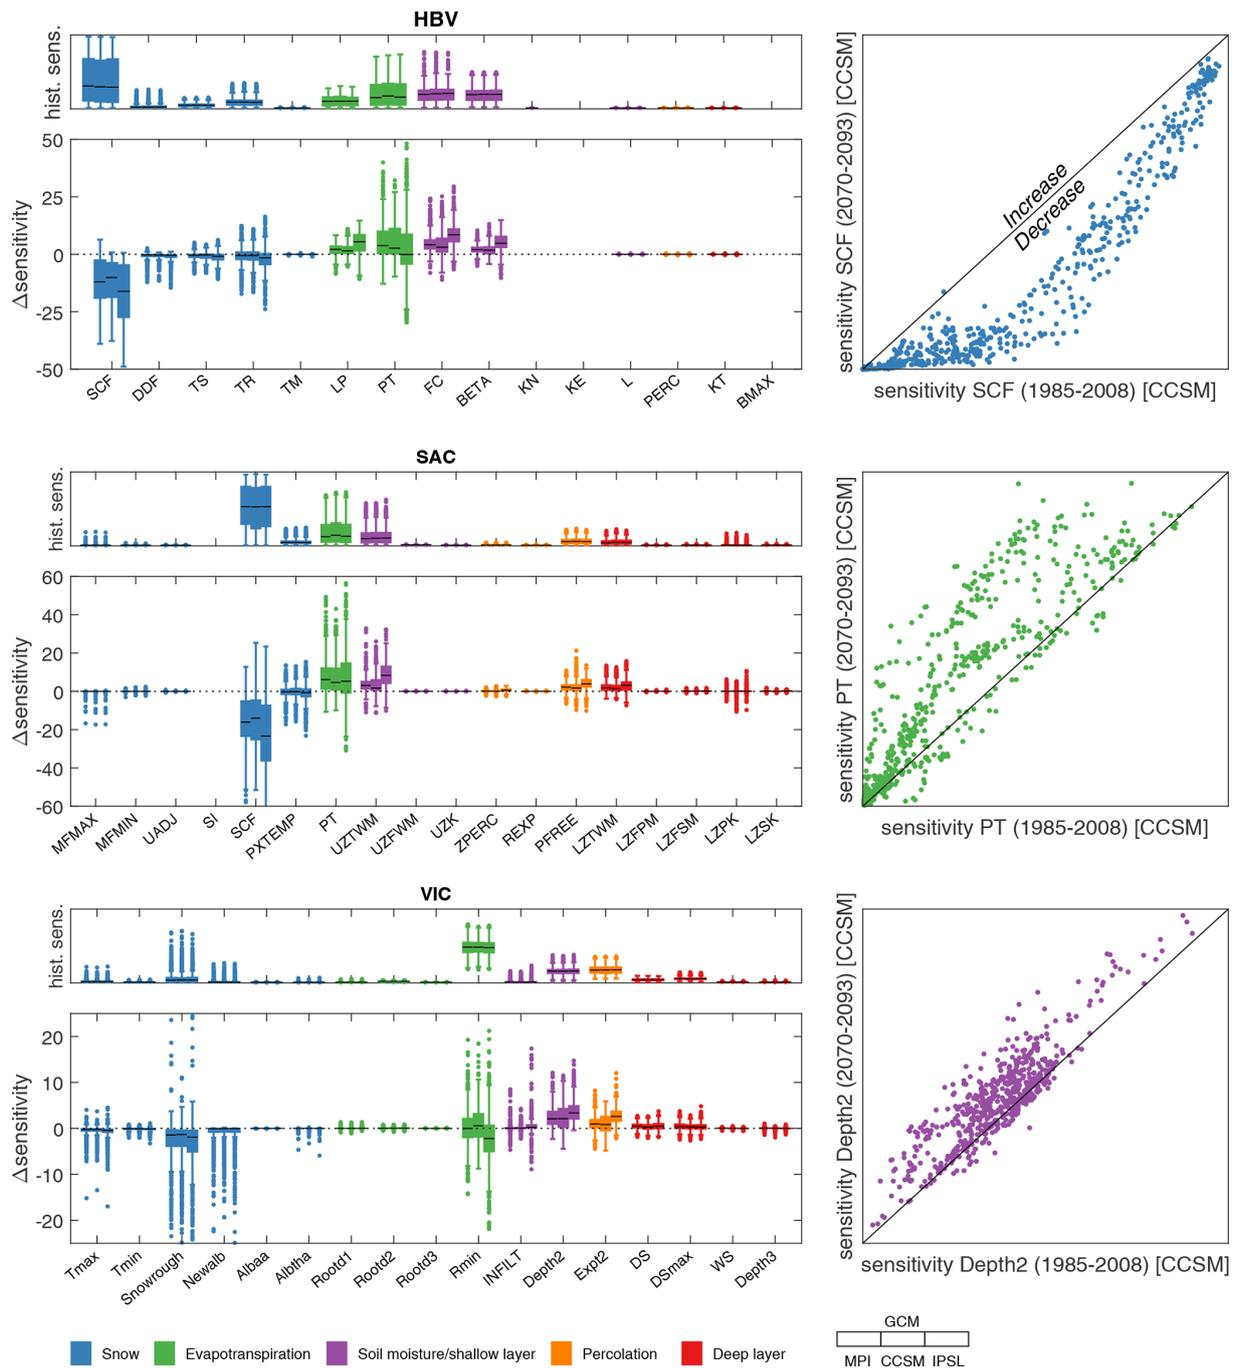 HBV
hist. sens.
50
25
0
-25
-50
Δsensitivity
SCF DDF TS TR TM LP PT FC BETA KN KE L PERC KT BMAX
sensitivity SCF (2070-2093) [CCSM]
Increase
Decrease
sensitivity SCF (1985-2008) [CCSM]
SAC
hist. sens.
60
40
20
0
-20
-40
-60
Δsensitivity
MFMAX MFMIN UADJ SI SCF PXTEMP PT UZTWM UZFWM UZK ZPERC REXP PFREE LZTWM LZFPM LZFSM LZPK LZSK
sensitivity PT (2070-2093) [CCSM]
sensitivity PT (1985-2008) [CCSM]
VIC
hist. sens.
20
10
0
-10
-20
Δsensitivity
Tmax Tmin Snowrough Newalb Albaa Albtha Rootd1 Rootd2 Rootd3 Rmin INFILT Depth2 Expt2 DS DSmax WS Depth3
sensitivity Depth2 (2070-2093) [CCSM]
sensitivity Depth2 (1985-2008) [CCSM]
Snow Evapotranspiration Soil moisture/shallow layer Percolation Deep layer
GCM
MPI CCSM IPSL